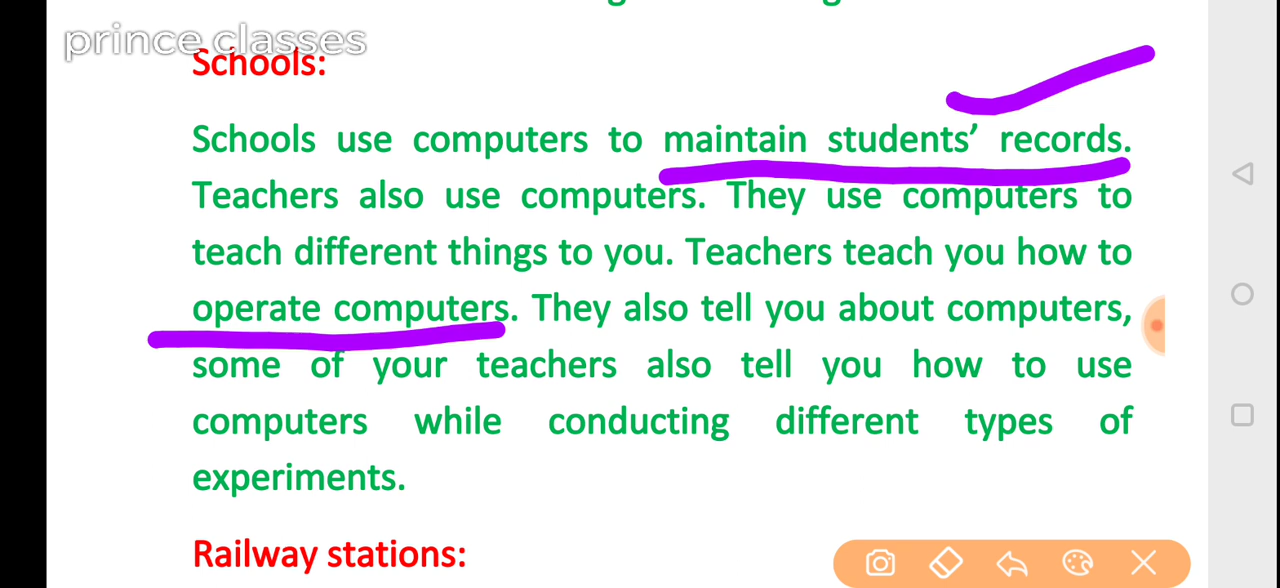 prince classes
Schools:
Schools use computers to maintain students’ records.
Teachers also use computers. They use computers to
teach different things to you. Teachers teach you how to
operate computers. They also tell you about computers,
some of your teachers also tell you how to use
computers while conducting different types of
experiments.
Railway stations: